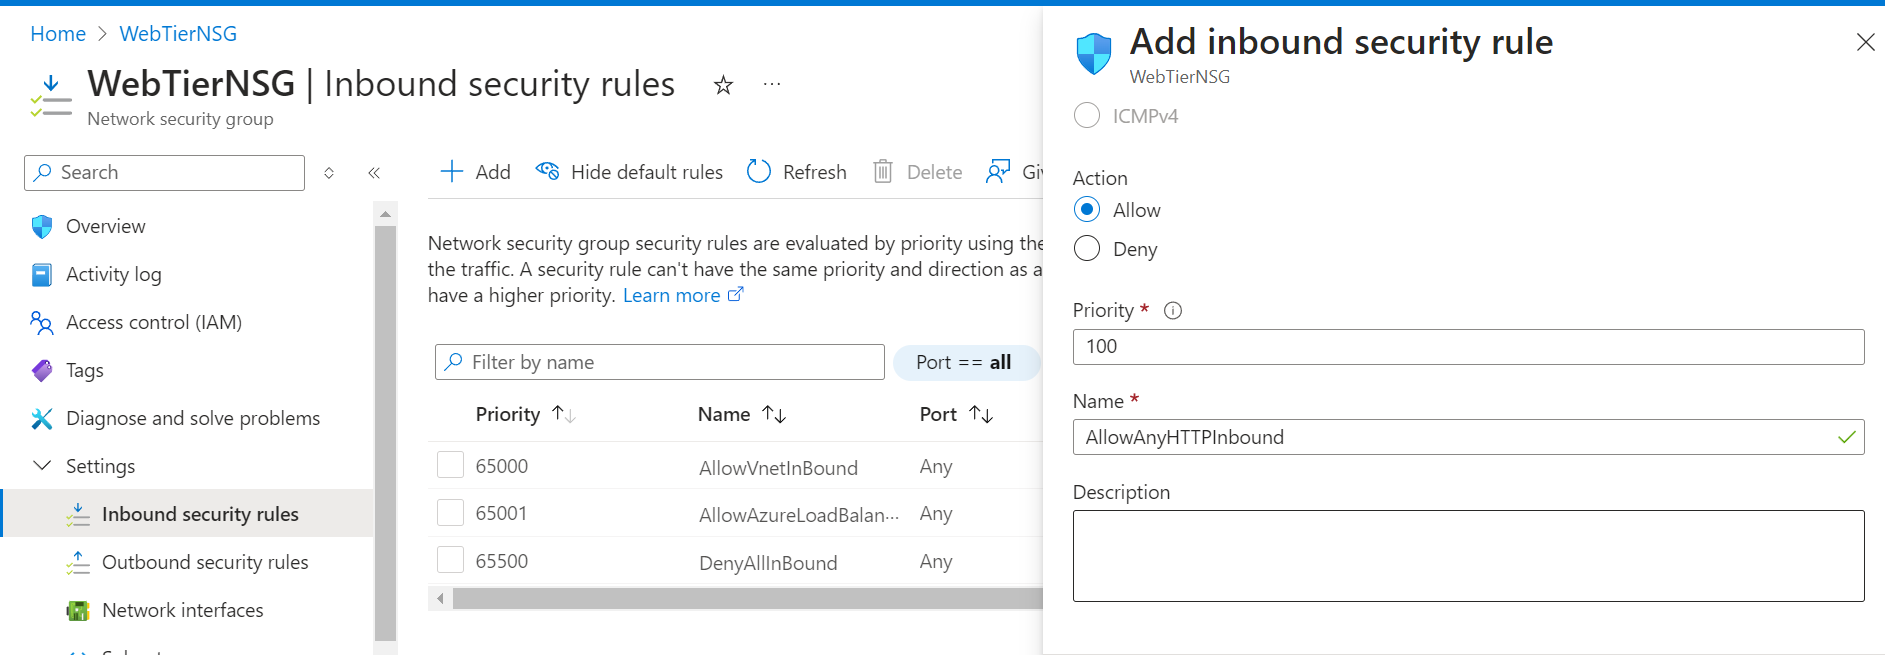 Home > WebTierNSG
WebTierNSG | Inbound security rules ☆ ···
Network security group
Search
Overview
Activity log
Access control (IAM)
Tags
Diagnose and solve problems
Settings
Inbound security rules
Outbound security rules
Network interfaces
Add Hide default rules Refresh Delete
Network security group security rules are evaluated by priority using the
the traffic. A security rule can't have the same priority and direction as a
have a higher priority. Learn more
Filter by name Port == all
Priority Name Port
65000 AllowVnetInBound Any
65001 AllowAzureLoadBalan··· Any
65500 DenyAllInBound Any
Add inbound security rule
WebTierNSG
ICMPv4
Action
Allow
Deny
Priority *
100
Name *
AllowAnyHTTPInbound
Description